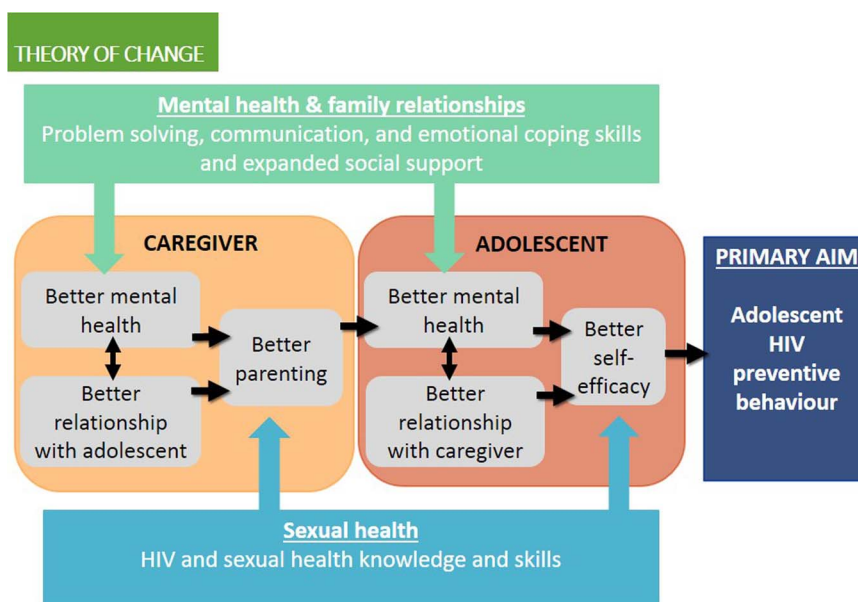 THEORY OF CHANGE
Mental health & family relationships
Problem solving, communication, and emotional coping skills
and expanded social support
CAREGIVER
Better mental
health
Better
relationship
with adolescent
Better
parenting
ADOLESCENT
Better mental
health
Better
relationship
with caregiver
Better
self-
efficacy
PRIMARY AIM
Adolescent
HIV
preventive
behaviour
Sexual health
HIV and sexual health knowledge and skills